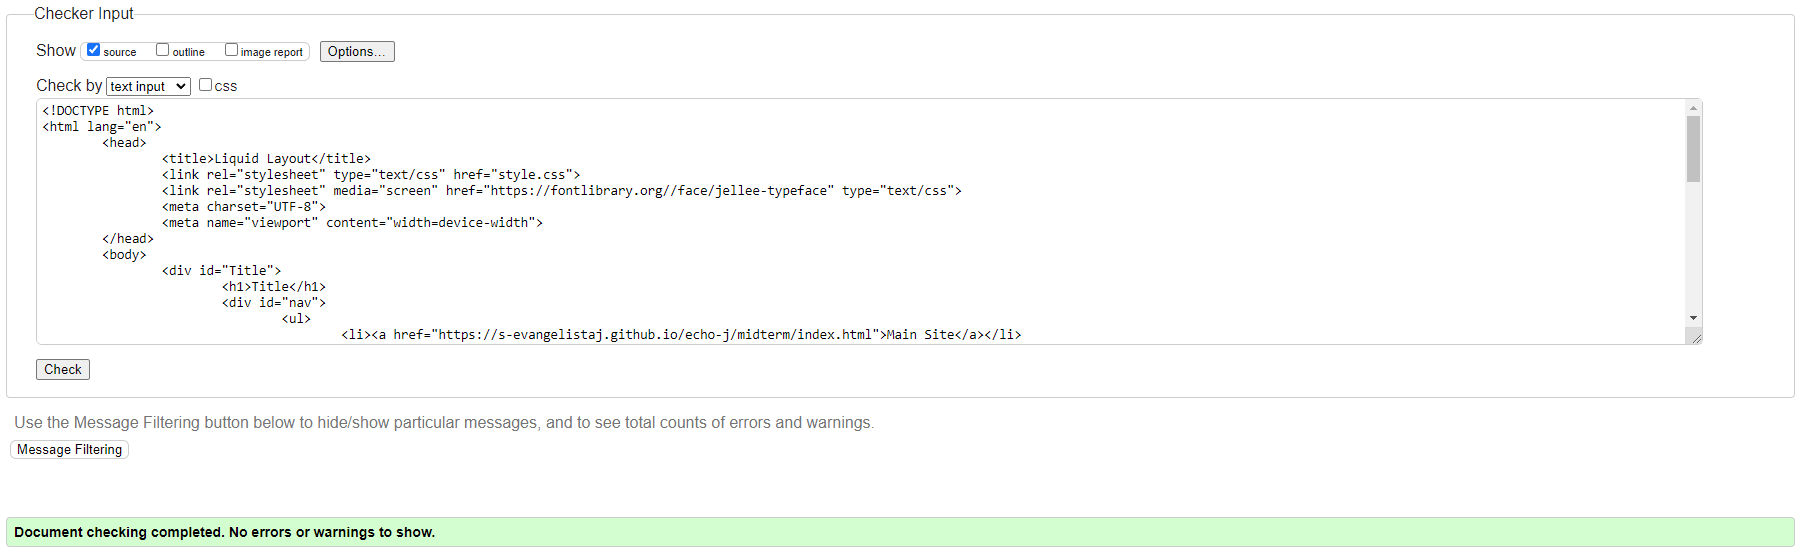 Checker Input
Show source outline image report Options...
Check by text input css
<!DOCTYPE html>
<html lang="en">
<head>
<title>Liquid Layout</title>
<link rel="stylesheet" type="text/css" href="style.css">
<link rel="stylesheet" media="screen" href="https://fontlibrary.org//face/jellee-typeface" type="text/css">
<meta charset="UTF-8">
<meta name="viewport" content="width=device-width">
</head>
<body>
<div id="Title">
<h1>Title</h1>
<div id="nav">
<ul>
<li><a href="https://s-evangelistaj.github.io/echo-j/midterm/index.html">Main Site</a></li>
Check
Use the Message Filtering button below to hide/show particular messages, and to see total counts of errors and warnings.
Message Filtering
Document checking completed. No errors or warnings to show.